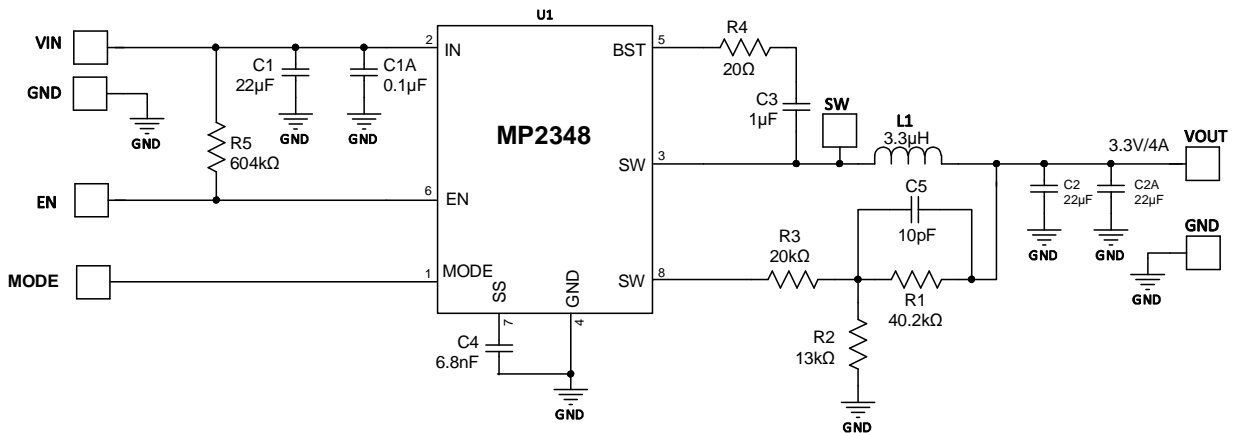 U1
VIN
2
IN
GND
C1
22µF
C1A
0.1µF
GND
GND
GND
R5
604kΩ
EN
6
EN
MODE
1
MODE
MP2348
SS
7
GND
4
C4
6.8nF
GND
BST
5
R4
20Ω
C3
1µF
SW
3
SW
L1
3.3µH
3.3V/4A
VOUT
C2
22µF
C2A
22µF
GND
GND
GND
GND
C5
10pF
SW
8
R3
20kΩ
R1
40.2kΩ
R2
13kΩ
GND